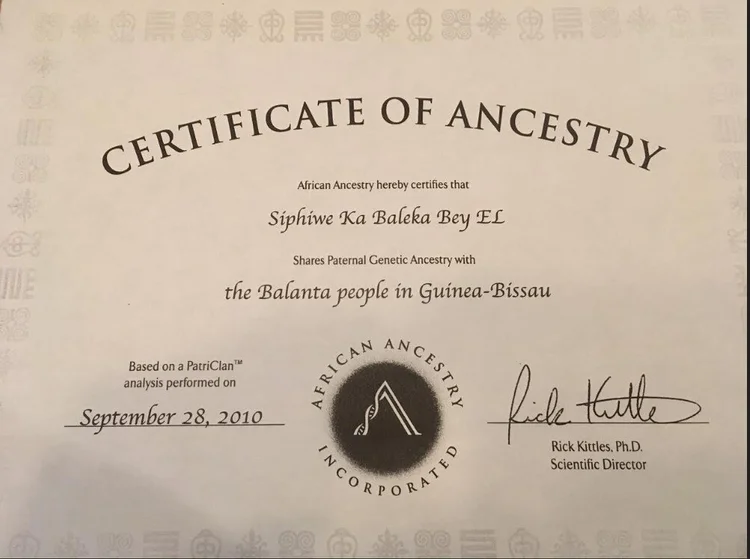 CERTIFICATE OF ANCESTRY
African Ancestry hereby certifies that
Siphiwe Ka Baleka Bey EL
Shares Paternal Genetic Ancestry with
the Balanta people in Guinea-Bissau
Based on a PatriClan™
analysis performed on
September 28, 2010
AFRICAN ANCESTRY
INCORPORATED
Rick Kittles
Rick Kittles, Ph.D.
Scientific Director